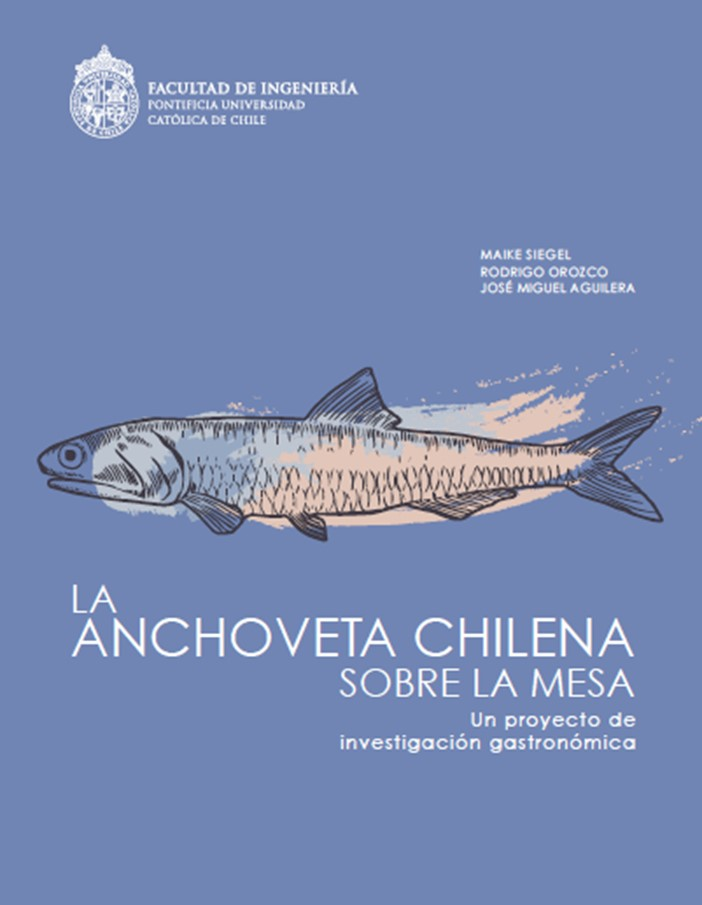 FACULTAD DE INGENIERÍA
PONTIFICIA UNIVERSIDAD
CATÓLICA DE CHILE
MAIKE SIEGEL
RODRIGO OROZCO
JOSÉ MIGUEL AGUILERA
LA
ANCHOVETA CHILENA
SOBRE LA MESA
Un proyecto de
investigación gastronómica